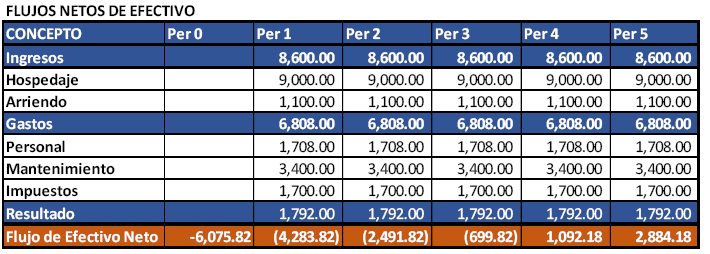 FLUJOS NETOS DE EFECTIVO
CONCEPTO Per 0 Per 1 Per 2 Per 3 Per 4 Per 5
Ingresos 8,600.00 8,600.00 8,600.00 8,600.00 8,600.00
Hospedaje 9,000.00 9,000.00 9,000.00 9,000.00 9,000.00
Arriendo 1,100.00 1,100.00 1,100.00 1,100.00 1,100.00
Gastos 6,808.00 6,808.00 6,808.00 6,808.00 6,808.00
Personal 1,708.00 1,708.00 1,708.00 1,708.00 1,708.00
Mantenimiento 3,400.00 3,400.00 3,400.00 3,400.00 3,400.00
Impuestos 1,700.00 1,700.00 1,700.00 1,700.00 1,700.00
Resultado 1,792.00 1,792.00 1,792.00 1,792.00 1,792.00
Flujo de Efectivo Neto -6,075.82 (4,283.82) (2,491.82) (699.82) 1,092.18 2,884.18